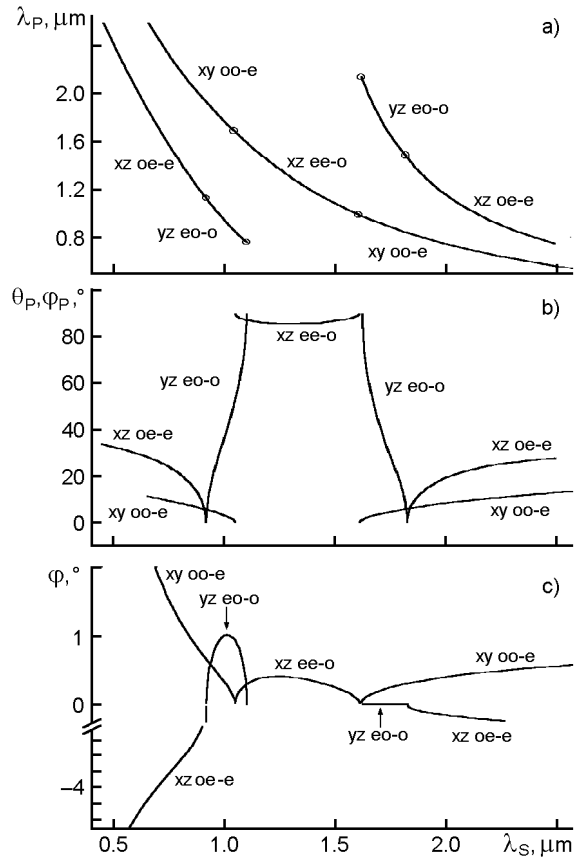 λP, μm
a)
2.0
1.6
1.2
0.8
xy oo-e
yz eo-o
xz oe-e
xz ee-o
xz oe-e
yz eo-o
xy oo-e
θP,φP,°
b)
80
60
40
20
0
xz ee-o
yz eo-o
yz eo-o
xz oe-e
xz oe-e
xy oo-e
xy oo-e
φ,°
c)
1
0
−4
xy oo-e
yz eo-o
xz ee-o
xy oo-e
yz eo-o
xz oe-e
xz oe-e
0.5
1.0
1.5
2.0
λS, μm